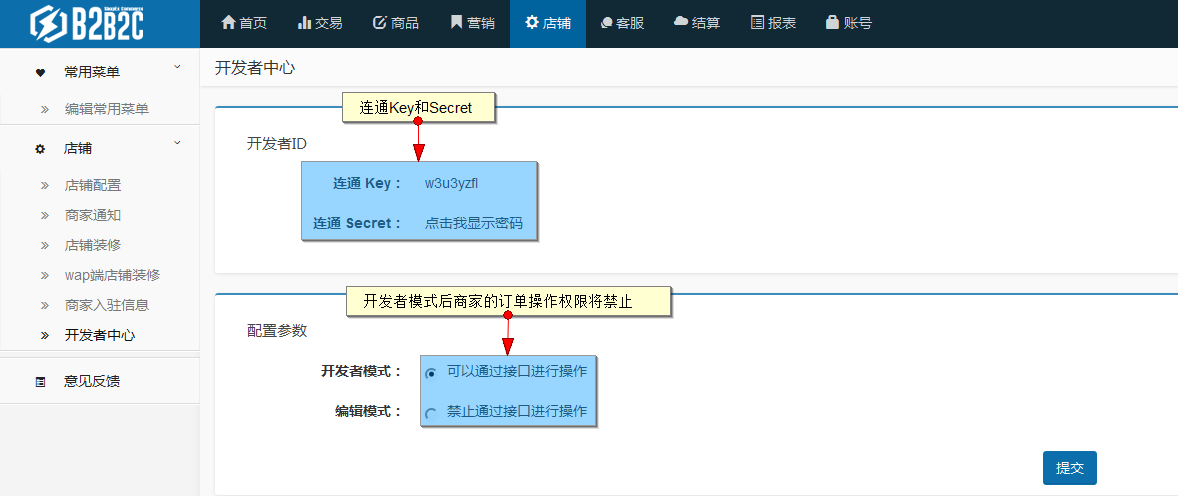 ShopEx Commerce
B2B2C
首页 交易 商品 营销 店铺 客服 结算 报表 账号
常用菜单
编辑常用菜单
店铺
店铺配置
商家通知
店铺装修
wap端店铺装修
商家入驻信息
开发者中心
意见反馈
开发者中心
连通Key和Secret
开发者ID
连通 Key： w3u3yzfl
连通 Secret： 点击我显示密码
开发者模式后商家的订单操作权限将禁止
配置参数
开发者模式： 可以通过接口进行操作
编辑模式： 禁止通过接口进行操作
提交